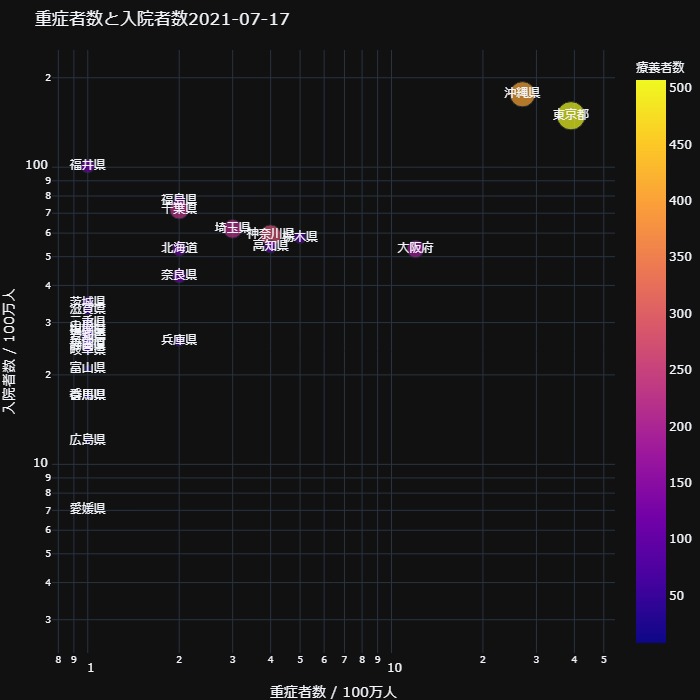 重症者数と入院者数2021-07-17
療養者数
500
450
400
350
300
250
200
150
100
50
入院者数 / 100万人
2
100
9
8
7
6
5
4
3
2
10
9
8
7
6
5
4
3
沖縄県
東京都
福井県
福島県
千葉県
埼玉県
神奈川県
栃木県
高知県
北海道
大阪府
奈良県
茨城県
滋賀県
兵庫県
岐阜県
富山県
群馬県
広島県
愛媛県
8
9
1
2
3
4
5
6
7
8
9
10
2
3
4
5
重症者数 / 100万人